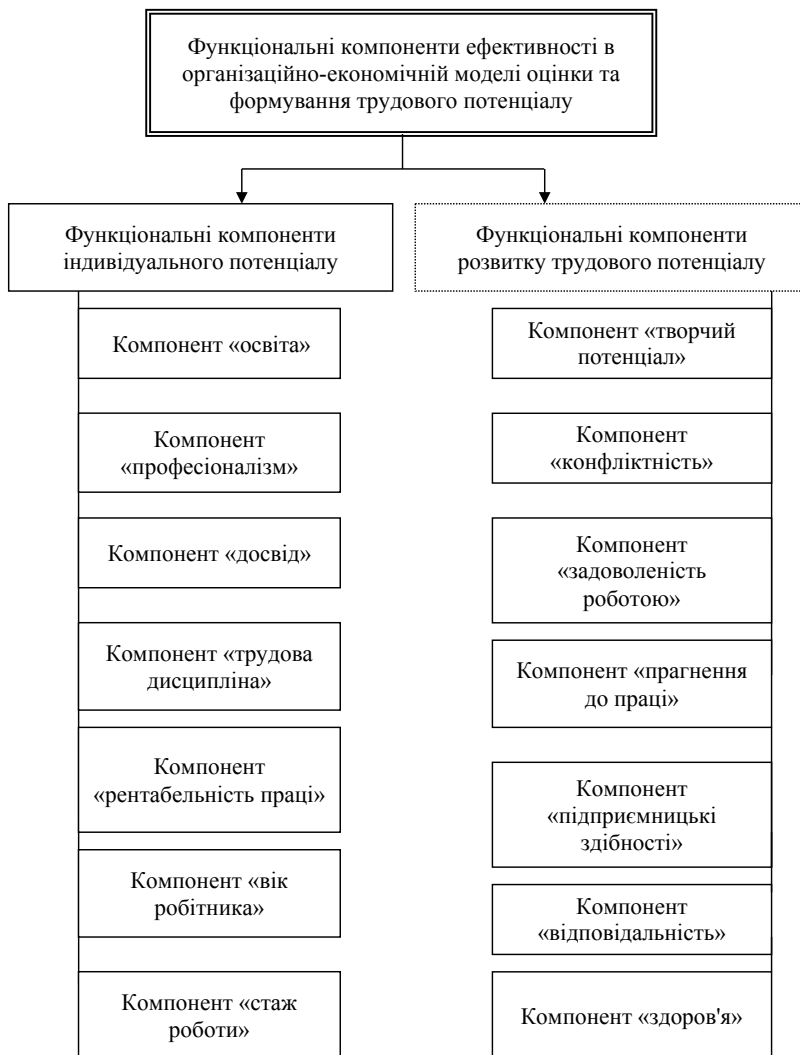 Функціональні компоненти ефективності в
організаційно-економічній моделі оцінки та
формування трудового потенціалу
Функціональні компоненти
індивідуального потенціалу
Функціональні компоненти
розвитку трудового потенціалу
Компонент «освіта»
Компонент
«професіоналізм»
Компонент «досвід»
Компонент «трудова
дисципліна»
Компонент
«рентабельність праці»
Компонент «вік
робітника»
Компонент «стаж
роботи»
Компонент «творчий
потенціал»
Компонент
«конфліктність»
Компонент
«задоволеність
роботою»
Компонент «прагнення
до праці»
Компонент
«підприємницькі
здібності»
Компонент
«відповідальність»
Компонент «здоров'я»